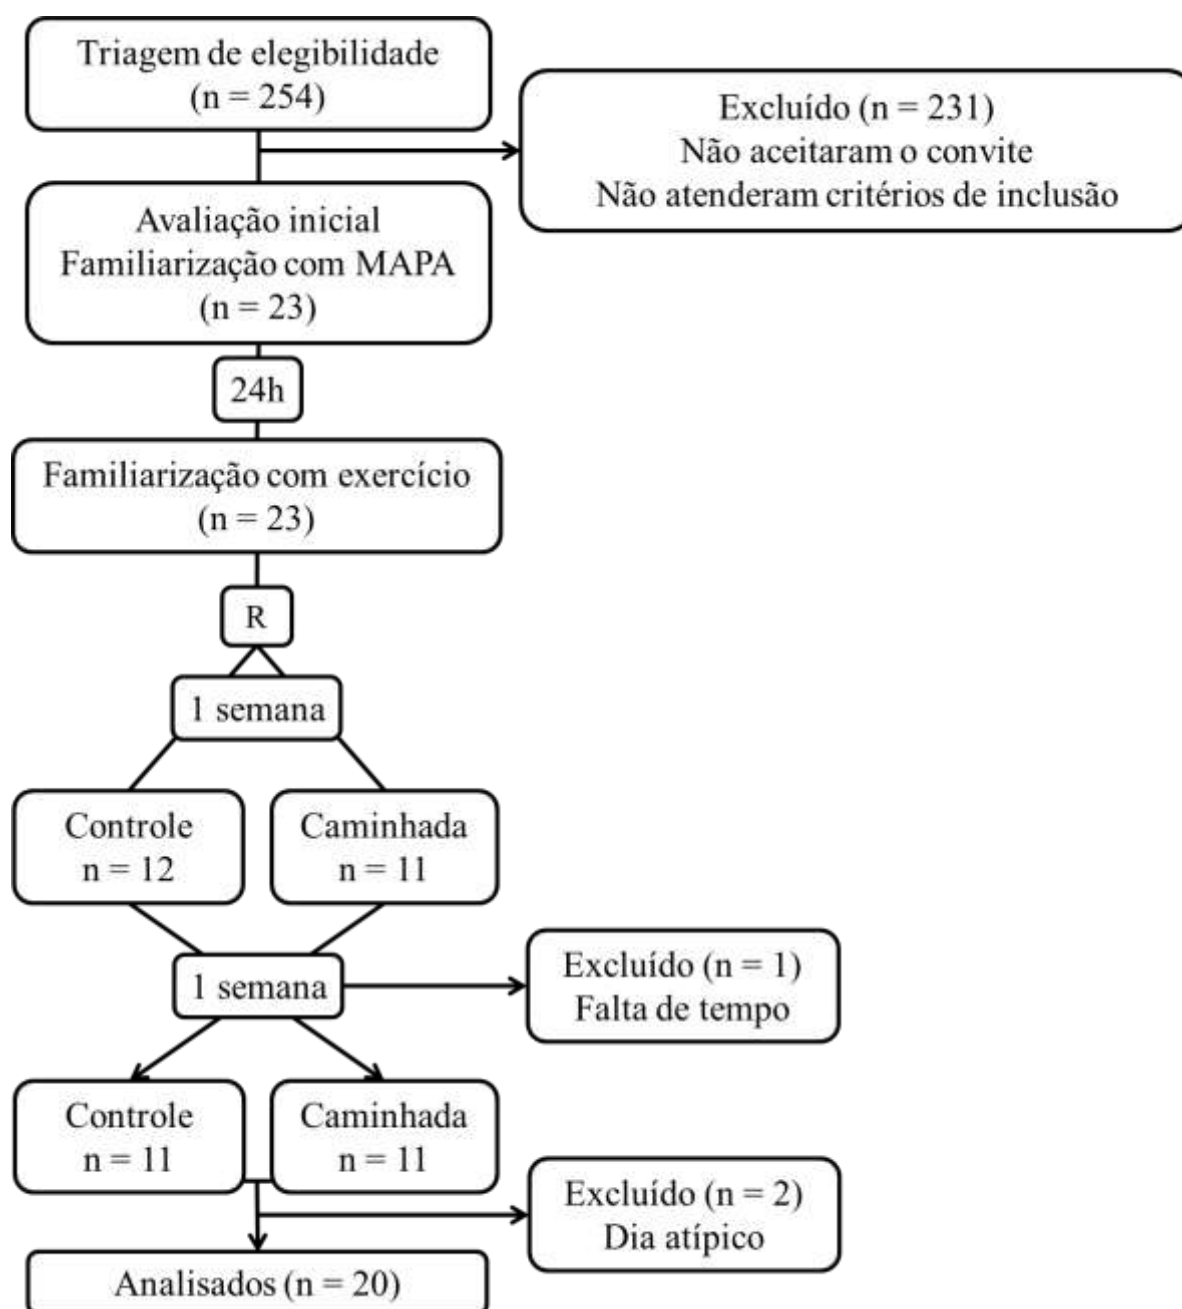 Triagem de elegibilidade
(n = 254)
Excluído (n = 231)
Não aceitaram o convite
Não atenderam critérios de inclusão
Avaliação inicial
Familiarização com MAPA
(n = 23)
24h
Familiarização com exercício
(n = 23)
R
1 semana
Controle
n = 12
Caminhada
n = 11
1 semana
Excluído (n = 1)
Falta de tempo
Controle
n = 11
Caminhada
n = 11
Excluído (n = 2)
Dia atípico
Analisados (n = 20)